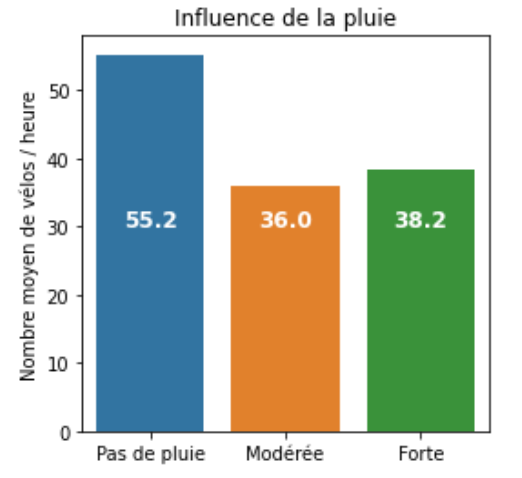 Influence de la pluie
Nombre moyen de vélos / heure
50
40
30
20
10
0
55.2
36.0
38.2
Pas de pluie
Modérée
Forte